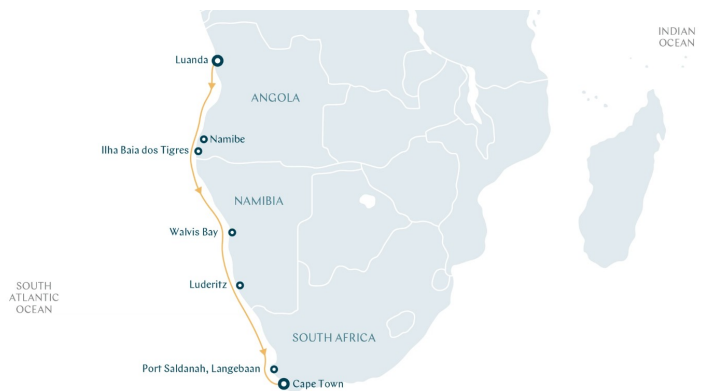 INDIAN
OCEAN
Luanda
ANGOLA
Namibe
Ilha Baia dos Tigres
NAMIBIA
Walvis Bay
Luderitz
SOUTH
ATLANTIC
OCEAN
SOUTH AFRICA
Port Saldanah, Langebaan
Cape Town